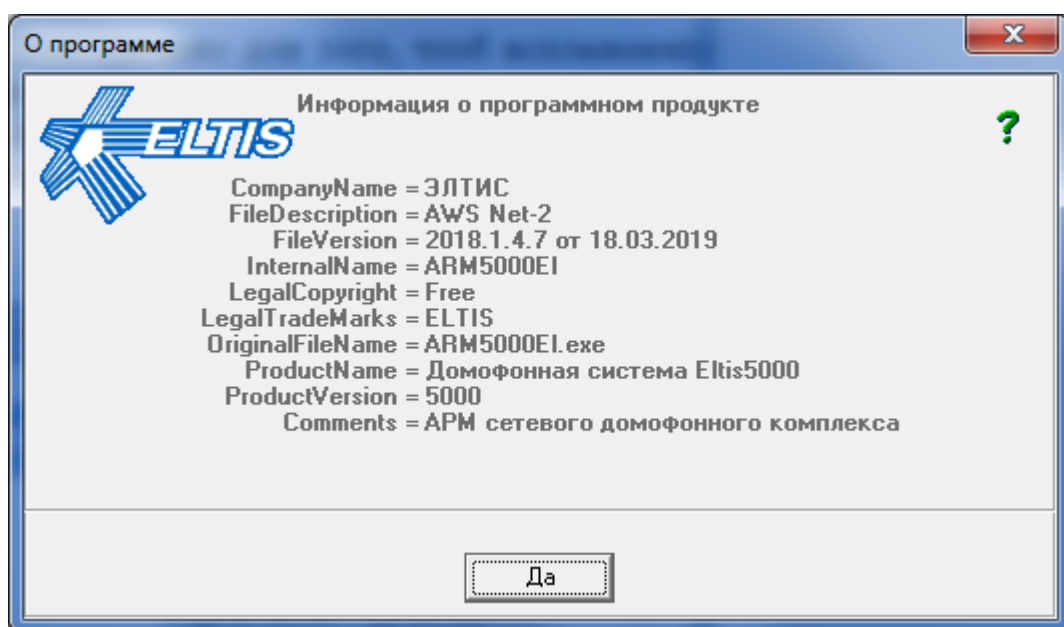 О программе
Информация о программном продукте
ELTIS
?
CompanyName = ЭЛТИС
FileDescription = AWS Net-2
FileVersion = 2018.1.4.7 от 18.03.2019
InternalName = ARM5000EI
LegalCopyright = Free
LegalTradeMarks = ELTIS
OriginalFileName = ARM5000EI.exe
ProductName = Домофонная система Eltis5000
ProductVersion = 5000
Comments = АРМ сетевого домофонного комплекса
Да